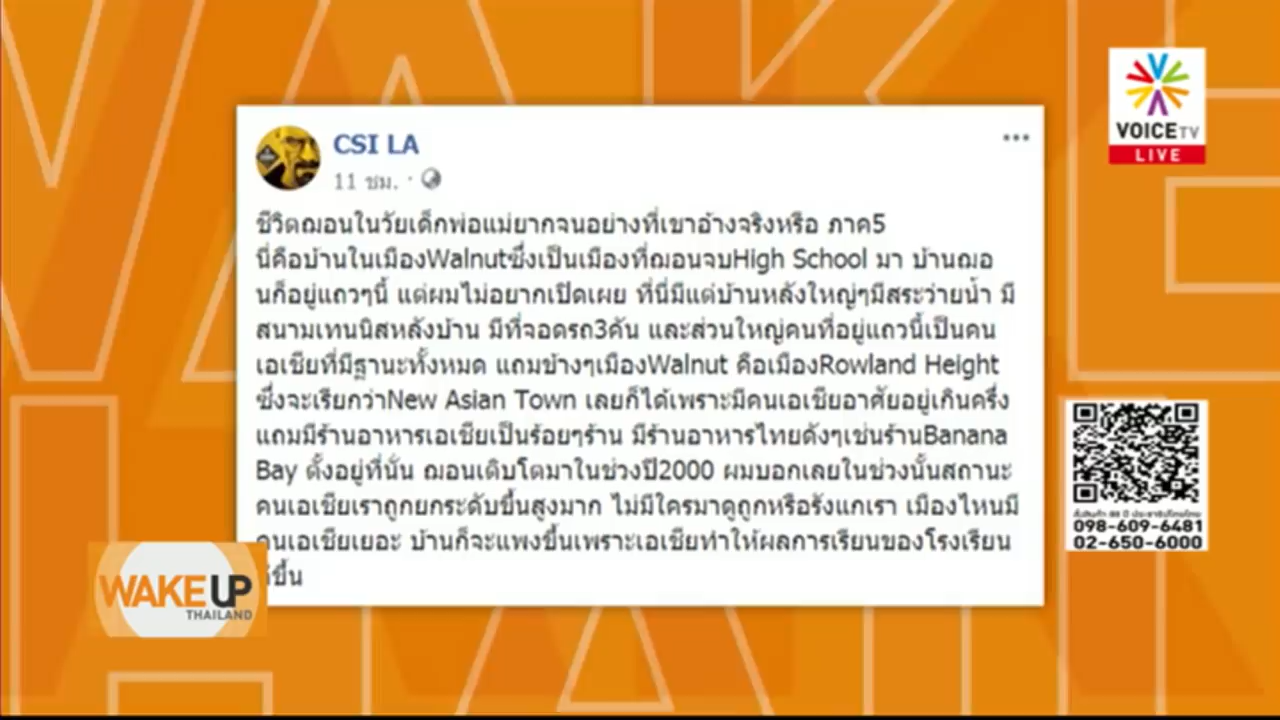 CSI LA
11 ชม. ·
ชีวิตฌอนในวัยเด็กพ่อแม่ยากจนอย่างที่เขาอ้างจริงหรือ ภาค5
นี่คือบ้านในเมืองWalnutซึ่งเป็นเมืองที่ฌอนจบHigh School มา บ้านฌอ
นก็อยู่แถวๆนี้ แต่ผมไม่อยากเปิดเผย ที่นี่มีแต่บ้านหลังใหญ่ๆมีสระว่ายน้ำ มี
สนามเทนนิสหลังบ้าน มีที่จอดรถ3คัน และส่วนใหญ่คนที่อยู่แถวนี้เป็นคน
เอเชียที่มีฐานะทั้งหมด แถมข้างๆเมืองWalnut คือเมืองRowland Height
ซึ่งจะเรียกว่าNew Asian Town เลยก็ได้เพราะมีคนเอเชียอาศัยอยู่เกินครึ่ง
แถมมีร้านอาหารเอเชียเป็นร้อยๆร้าน มีร้านอาหารไทยดังๆเช่นร้านBanana
Bay ตั้งอยู่ที่นั่น ฌอนเติบโตมาในช่วงปี2000 ผมบอกเลยในช่วงนั้นสถานะ
คนเอเชียเราถูกยกระดับขึ้นสูงมาก ไม่มีใครมาดูถูกหรือรังแกเรา เมืองไหนมี
คนเอเชียเยอะ บ้านก็จะแพงขึ้นเพราะเอเชียทำให้ผลการเรียนของโรงเรียน
ดีขึ้น
VOICE TV
LIVE
098-609-6481
02-650-6000
WAKE UP
THAILAND